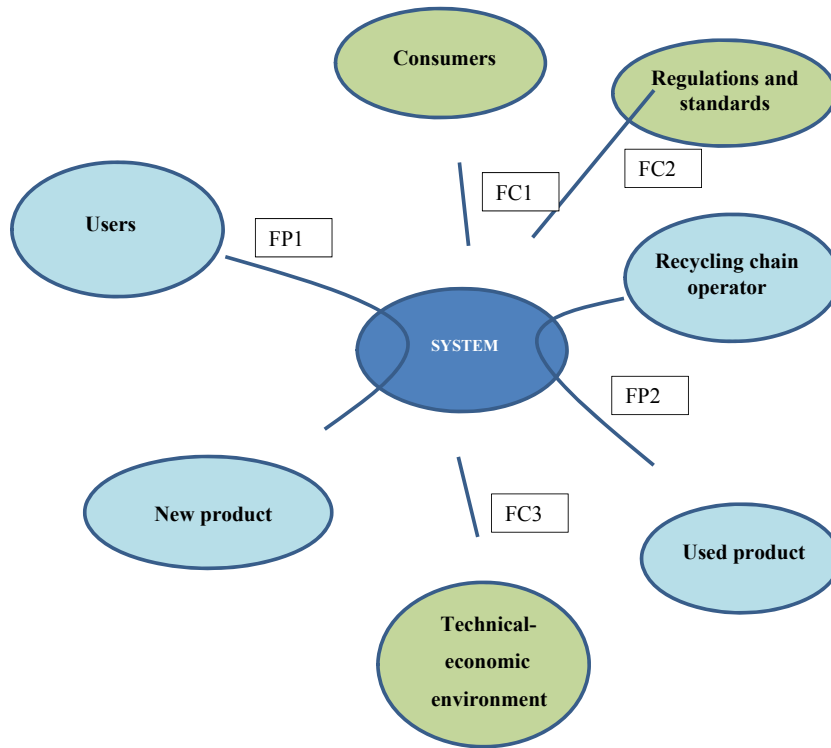 Consumers
Regulations and
standards
FC2
FC1
Users
FP1
Recycling chain
operator
SYSTEM
FP2
New product
FC3
Used product
Technical-
economic
environment